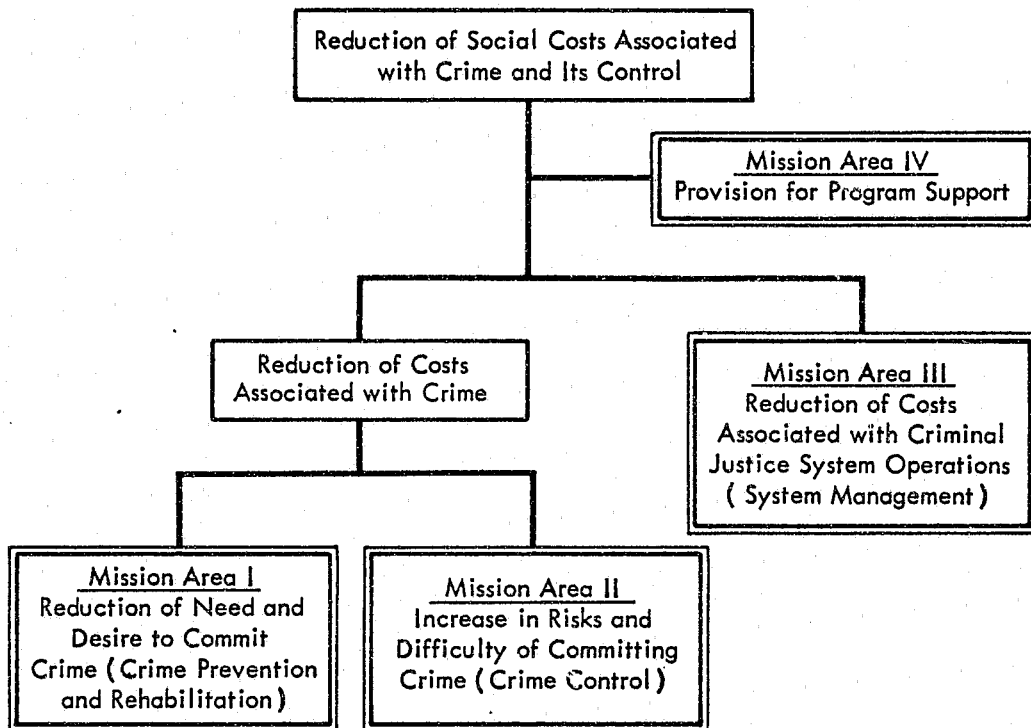 Reduction of Social Costs Associated
with Crime and Its Control
Mission Area IV
Provision for Program Support
Reduction of Costs
Associated with Crime
Mission Area III
Reduction of Costs
Associated with Criminal
Justice System Operations
( System Management )
Mission Area I
Reduction of Need and
Desire to Commit
Crime ( Crime Prevention
and Rehabilitation )
Mission Area II
Increase in Risks and
Difficulty of Committing
Crime ( Crime Control )